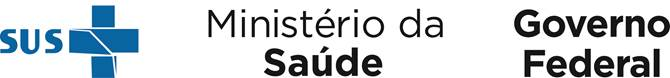 SUS
Ministério da
Saúde
Governo
Federal